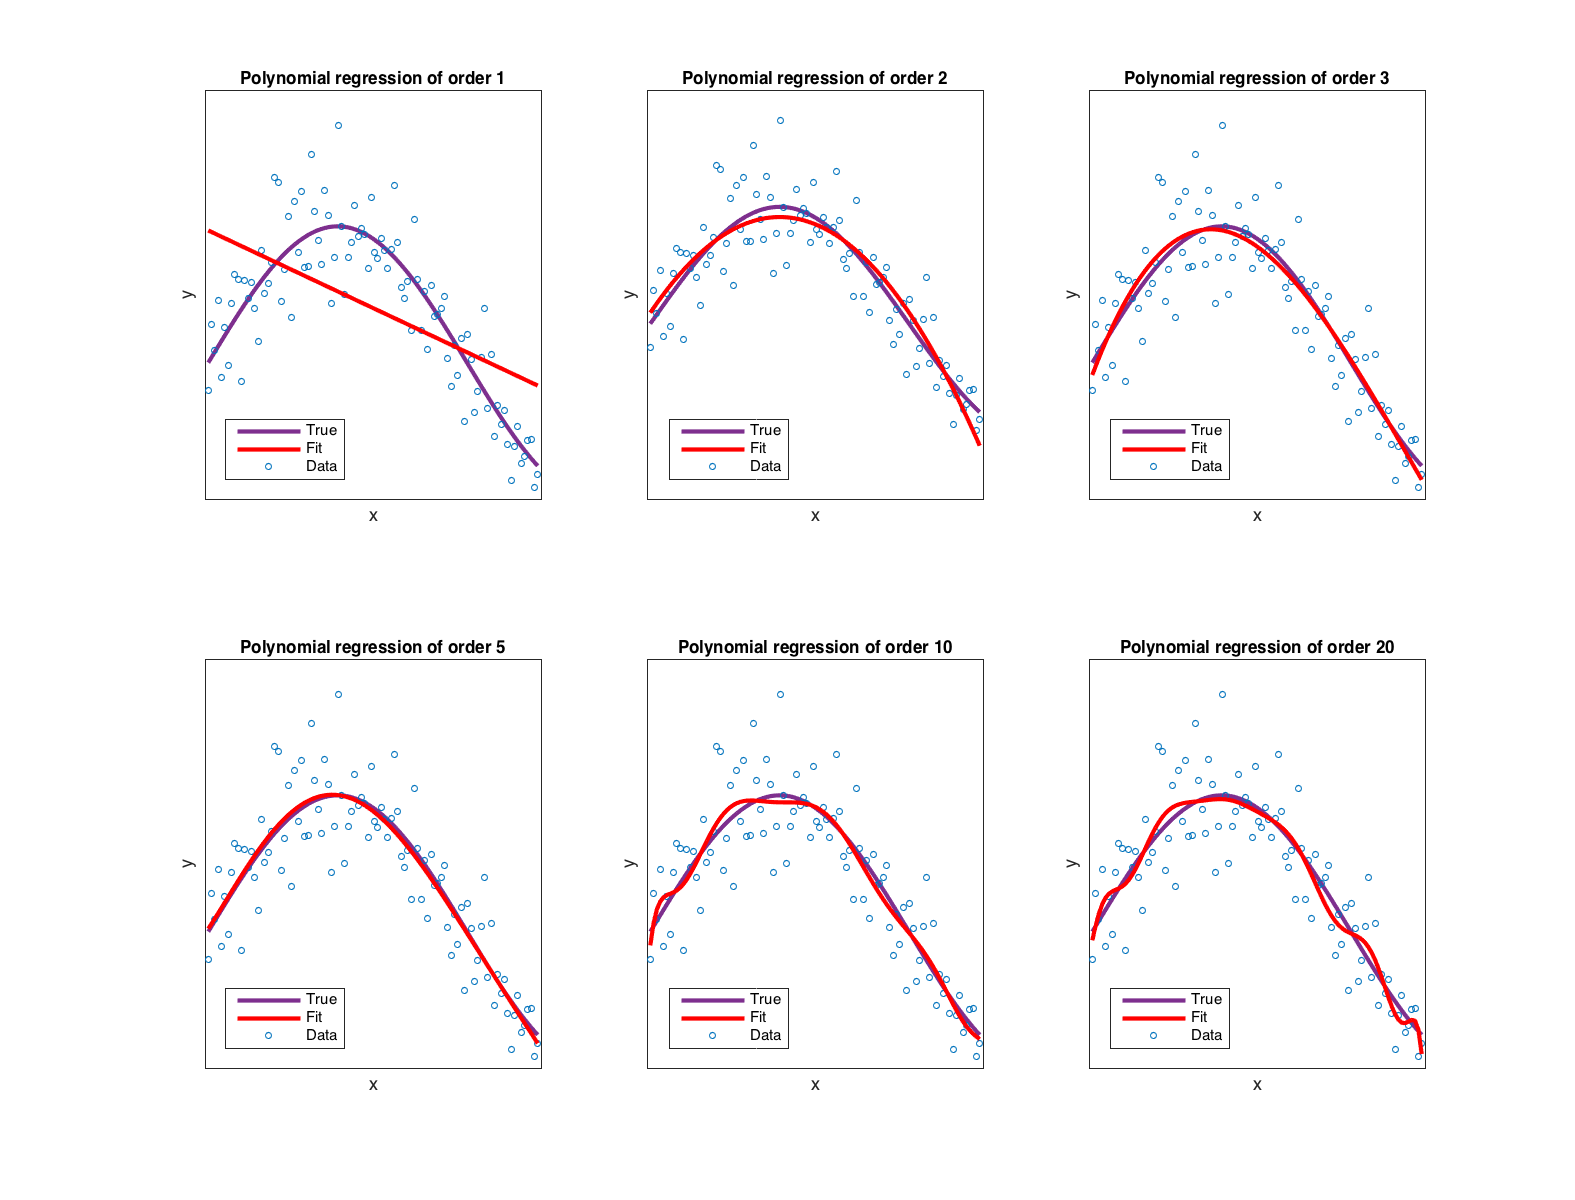 Polynomial regression of order 1
y
True
Fit
Data
x
Polynomial regression of order 2
y
True
Fit
Data
x
Polynomial regression of order 3
y
True
Fit
Data
x
Polynomial regression of order 5
y
True
Fit
Data
x
Polynomial regression of order 10
y
True
Fit
Data
x
Polynomial regression of order 20
y
True
Fit
Data
x